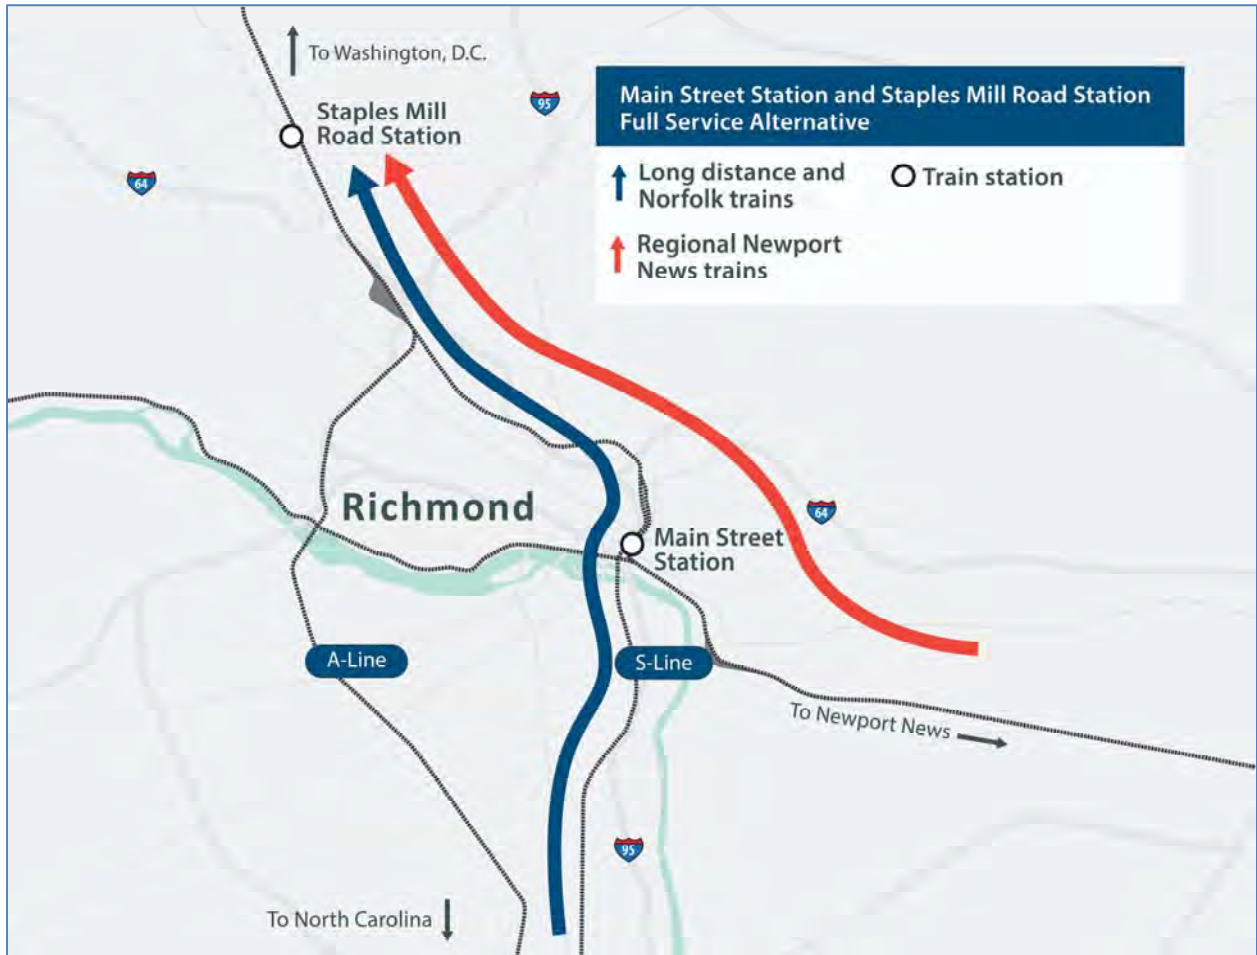 To Washington, D.C.
Staples Mill
Road Station
95
64
Main Street Station and Staples Mill Road Station
Full Service Alternative
Long distance and
Norfolk trains
Train station
Regional Newport
News trains
Richmond
64
Main Street
Station
A-Line
S-Line
To Newport News
95
To North Carolina